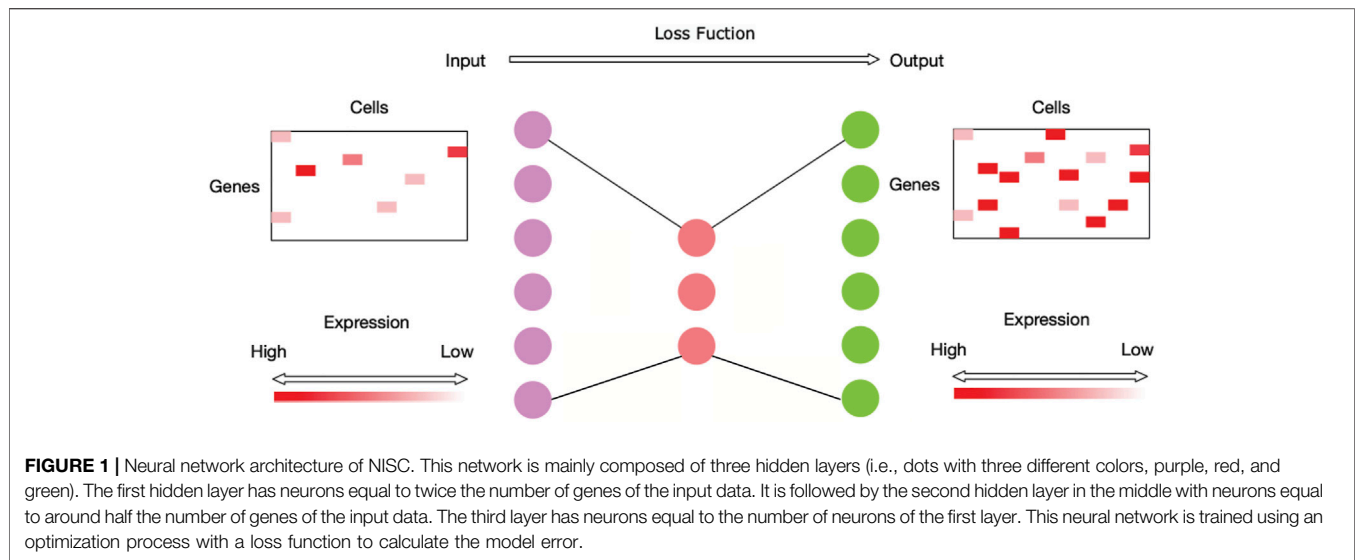 Loss Fuction
Input
Output
Cells
Genes
Expression
High
Low
Cells
Genes
Expression
High
Low
FIGURE 1 | Neural network architecture of NISC. This network is mainly composed of three hidden layers (i.e., dots with three different colors, purple, red, and
green). The first hidden layer has neurons equal to twice the number of genes of the input data. It is followed by the second hidden layer in the middle with neurons equal
to around half the number of genes of the input data. The third layer has neurons equal to the number of neurons of the first layer. This neural network is trained using an
optimization process with a loss function to calculate the model error.